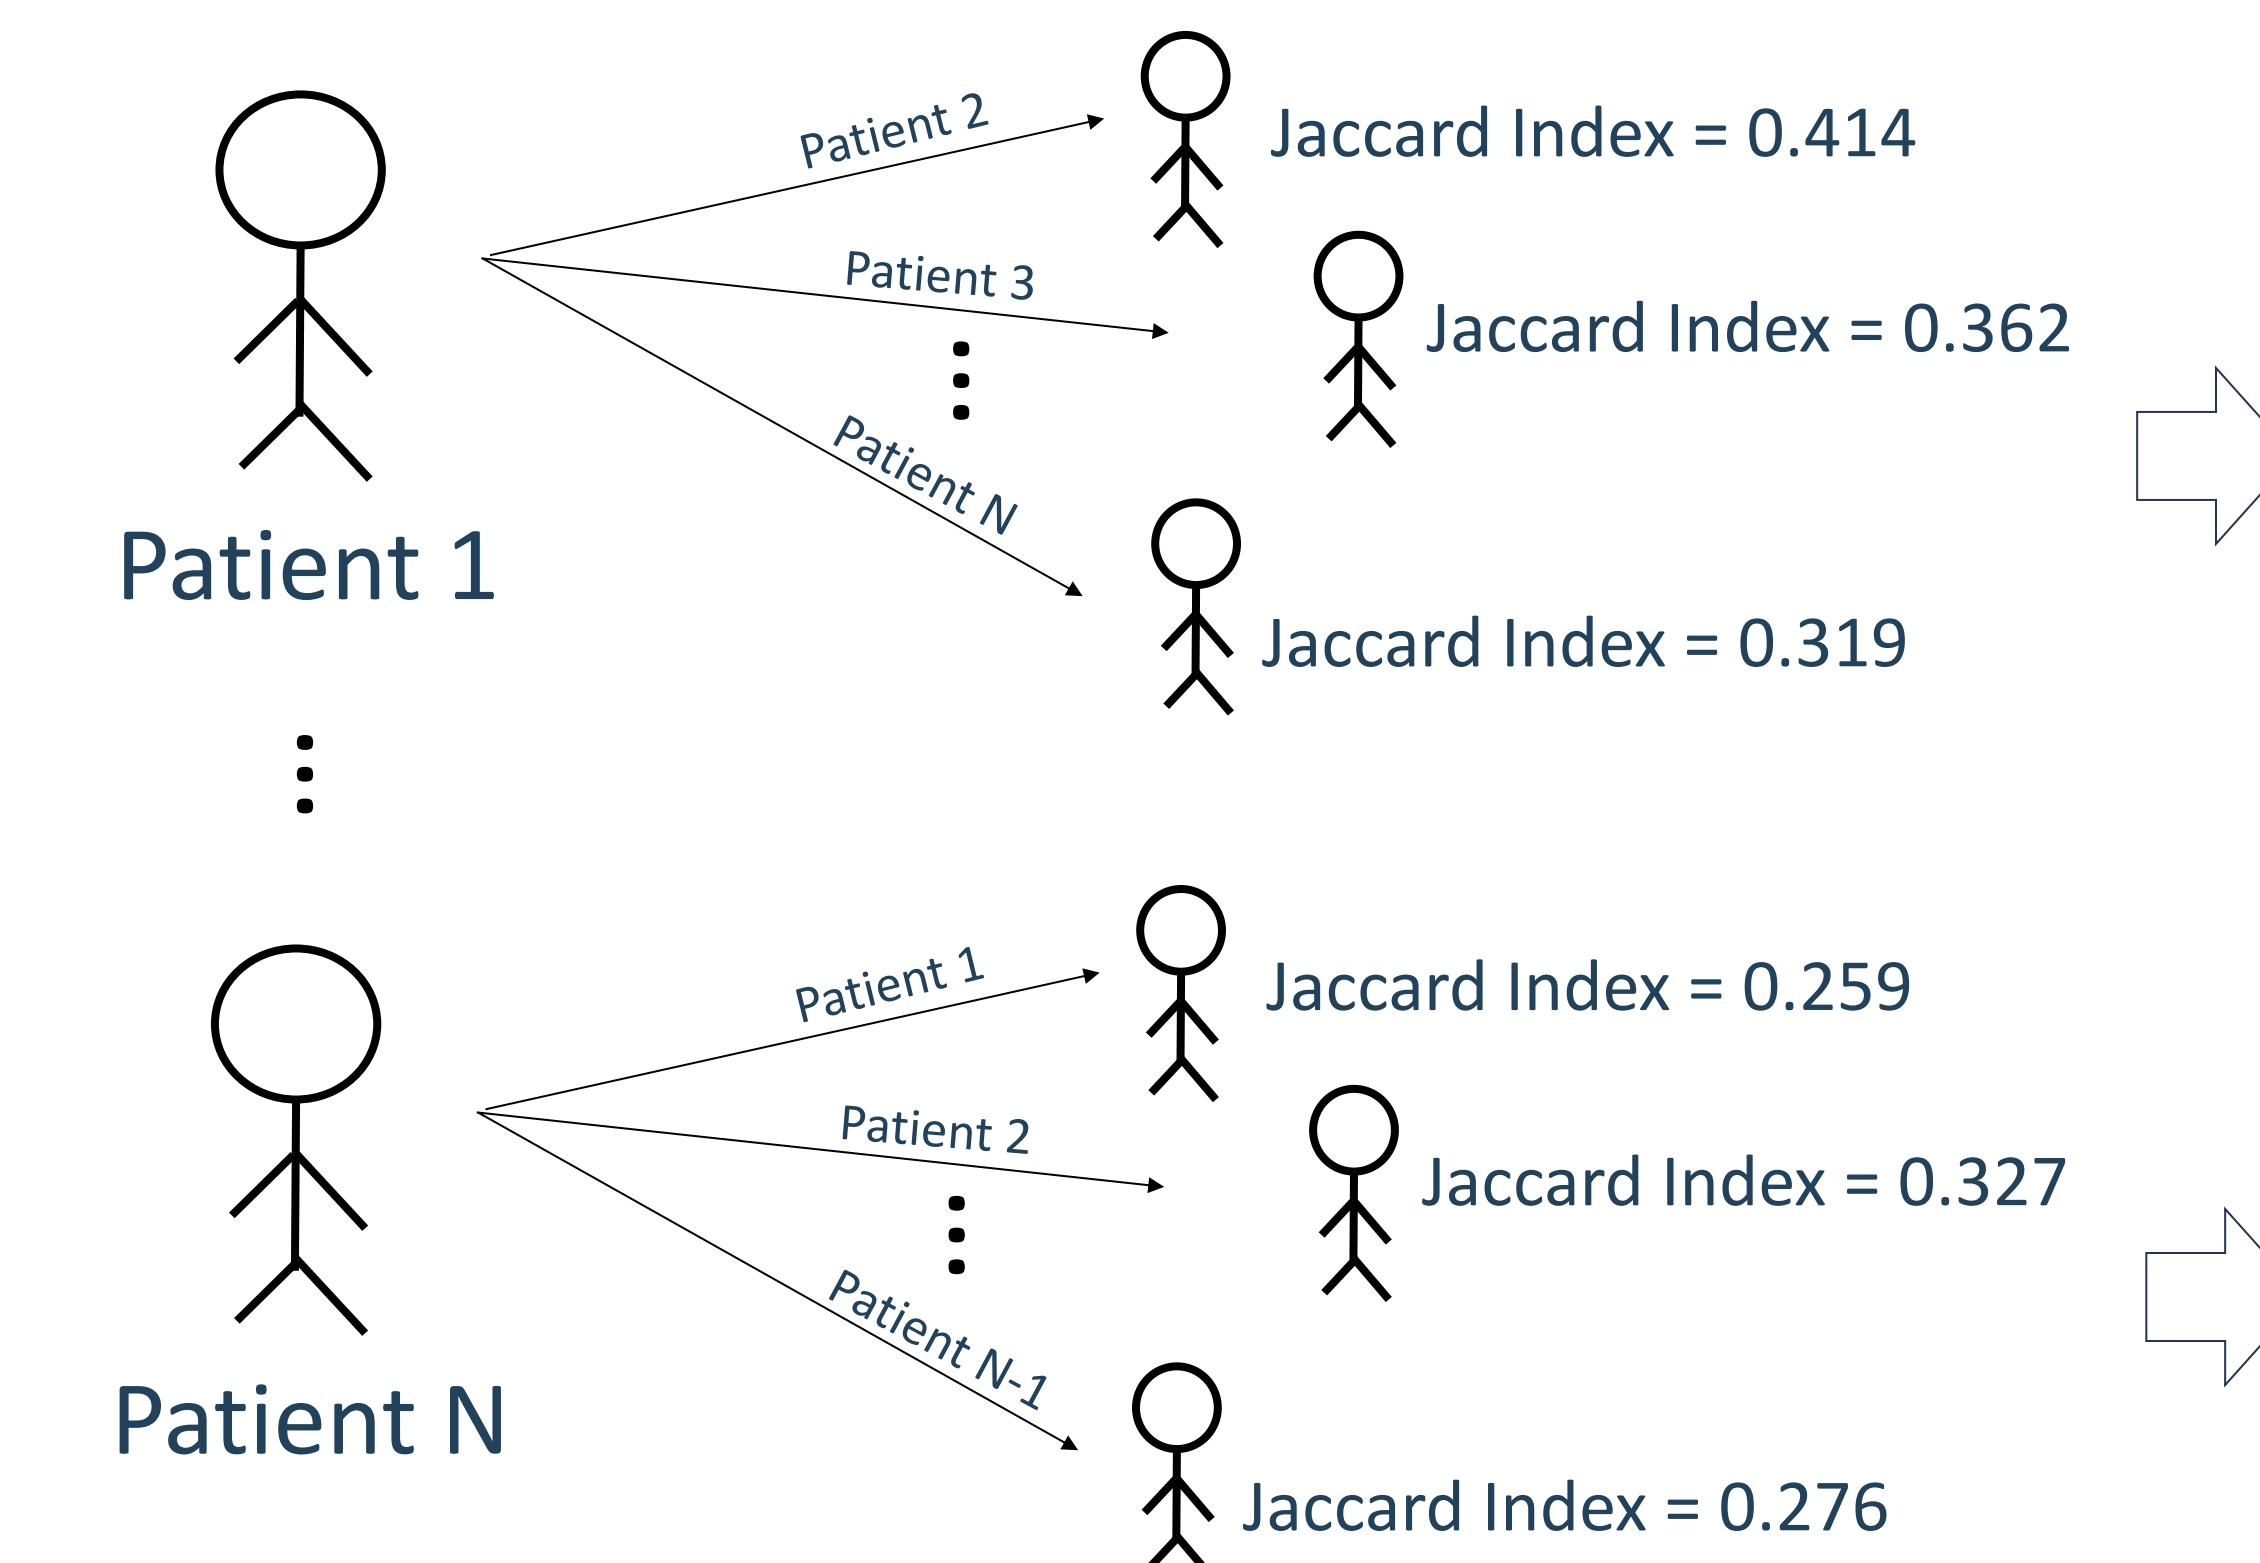 Patient 2
Jaccard Index = 0.414
Patient 3
Jaccard Index = 0.362
Patient N
Patient 1
Jaccard Index = 0.319
Patient 1
Jaccard Index = 0.259
Patient 2
Jaccard Index = 0.327
Patient N-1
Patient N
Jaccard Index = 0.276